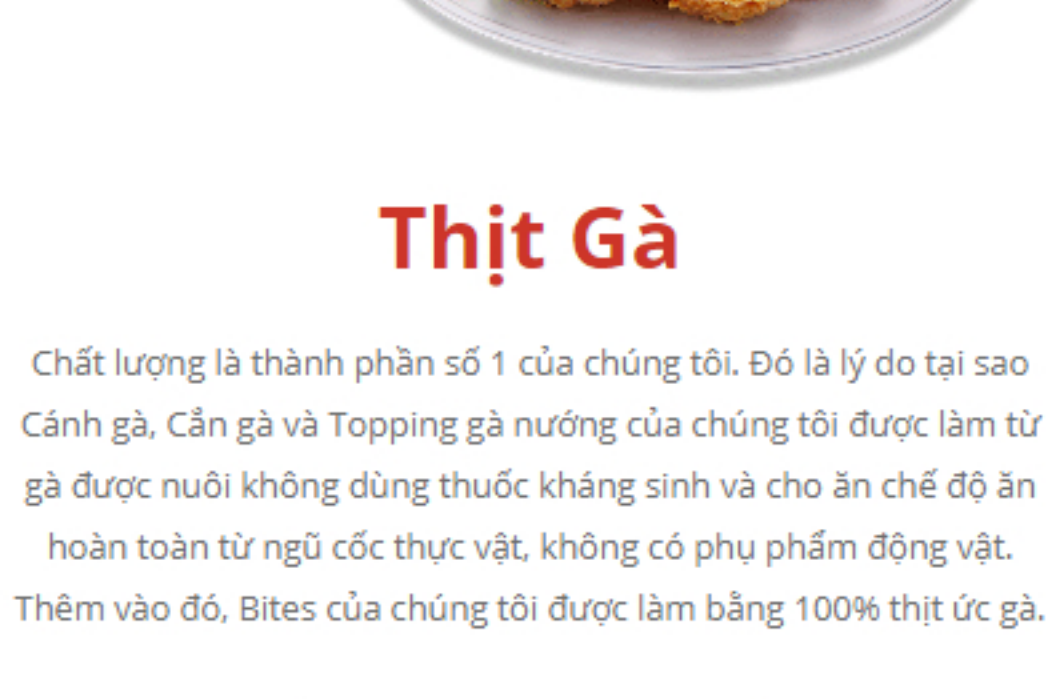 Thịt Gà
Chất lượng là thành phần số 1 của chúng tôi. Đó là lý do tại sao
Cánh gà, Cắn gà và Topping gà nướng của chúng tôi được làm từ
gà được nuôi không dùng thuốc kháng sinh và cho ăn chế độ ăn
hoàn toàn từ ngũ cốc thực vật, không có phụ phẩm động vật.
Thêm vào đó, Bites của chúng tôi được làm bằng 100% thịt ức gà.